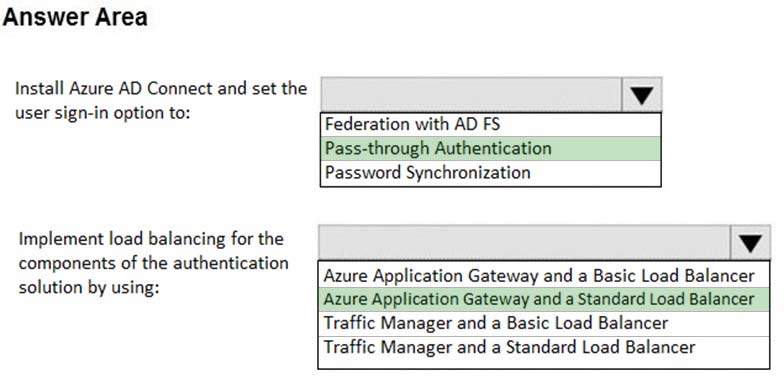 Answer Area
Install Azure AD Connect and set the
user sign-in option to:
Federation with AD FS
Pass-through Authentication
Password Synchronization
Implement load balancing for the
components of the authentication
solution by using:
Azure Application Gateway and a Basic Load Balancer
Azure Application Gateway and a Standard Load Balancer
Traffic Manager and a Basic Load Balancer
Traffic Manager and a Standard Load Balancer